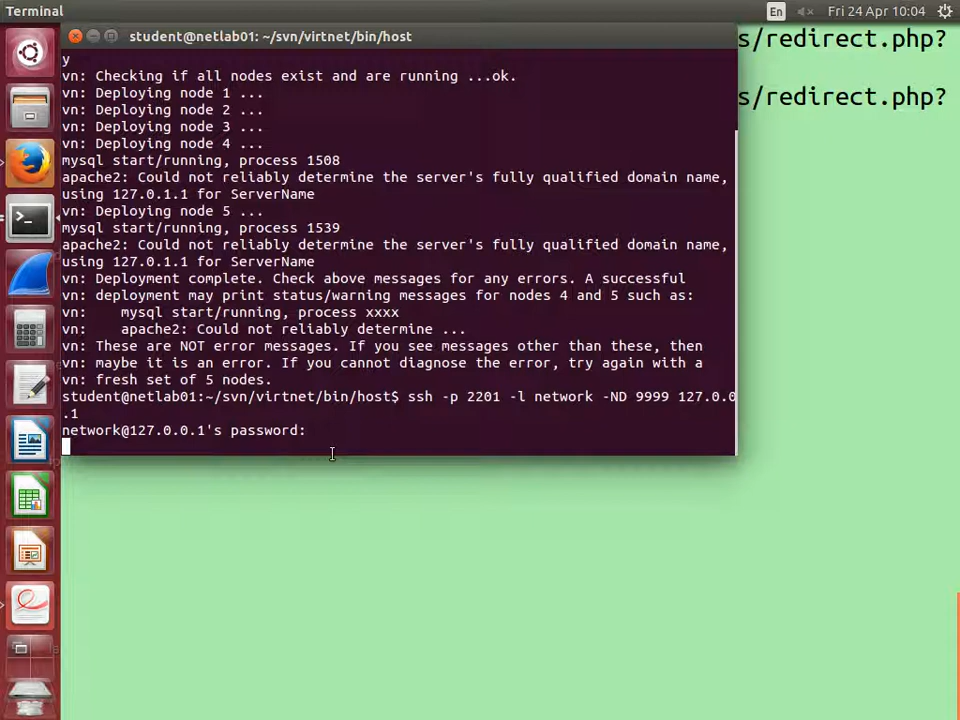 Terminal
En
Fri 24 Apr 10:04
student@netlab01: ~/svn/virtnet/bin/host
s/redirect.php?
s/redirect.php?
y
vn: Checking if all nodes exist and are running ...ok.
vn: Deploying node 1 ...
vn: Deploying node 2 ...
vn: Deploying node 3 ...
vn: Deploying node 4 ...
mysql start/running, process 1508
apache2: Could not reliably determine the server's fully qualified domain name,
using 127.0.1.1 for ServerName
vn: Deploying node 5 ...
mysql start/running, process 1539
apache2: Could not reliably determine the server's fully qualified domain name,
using 127.0.1.1 for ServerName
vn: Deployment complete. Check above messages for any errors. A successful
vn: deployment may print status/warning messages for nodes 4 and 5 such as:
vn:    mysql start/running, process xxxx
vn:    apache2: Could not reliably determine ...
vn: These are NOT error messages. If you see messages other than these, then
vn: maybe it is an error. If you cannot diagnose the error, try again with a
vn: fresh set of 5 nodes.
student@netlab01:~/svn/virtnet/bin/host$ ssh -p 2201 -l network -ND 9999 127.0.0
.1
network@127.0.0.1's password: